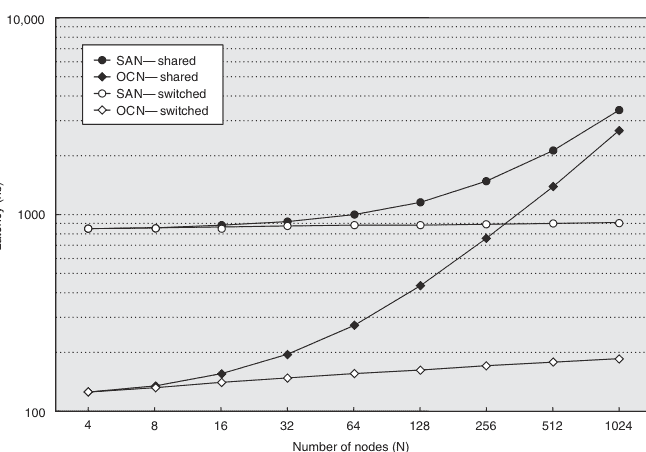 10,000
SAN—shared
OCN—shared
SAN—switched
OCN—switched
1000
100
4 8 16 32 64 128 256 512 1024
Number of nodes (N)